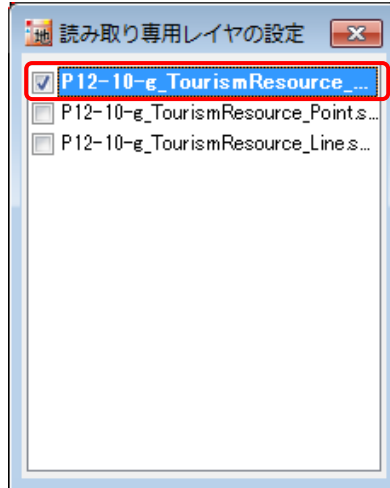 地 読み取り専用レイヤの設定
P12-10-g_TourismResource_...
P12-10-g_TourismResource_Point.s...
P12-10-g_TourismResource_Line.s...